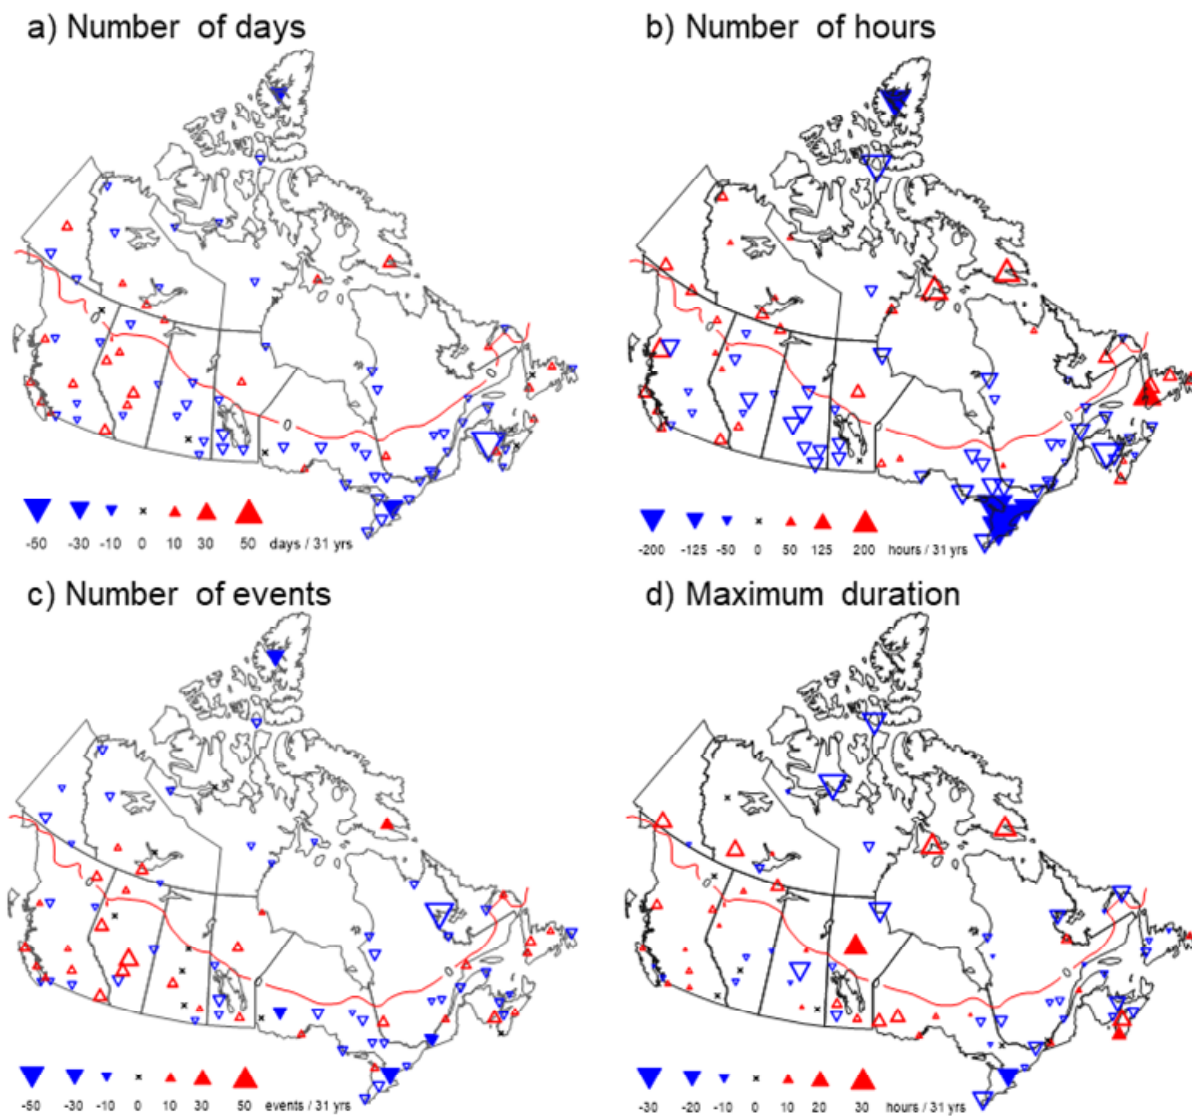 a) Number of days
b) Number of hours
-50 -30 -10 0 10 30 50 days / 31 yrs
-200 -125 -50 0 50 125 200 hours / 31 yrs
c) Number of events
d) Maximum duration
-50 -30 -10 0 10 30 50 events / 31 yrs
-30 -20 -10 0 10 20 30 hours / 31 yrs